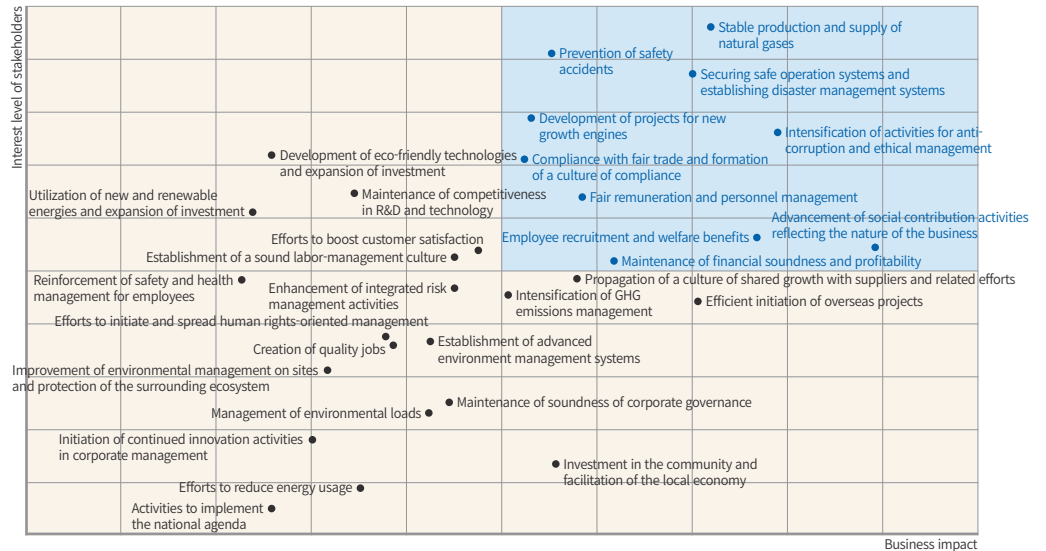 Interest level of stakeholders
Stable production and supply of
natural gases
Prevention of safety
accidents
Securing safe operation systems and
establishing disaster management systems
Development of projects for new
growth engines
Intensification of activities for anti-
corruption and ethical management
Development of eco-friendly technologies
and expansion of investment
Compliance with fair trade and formation
of a culture of compliance
Utilization of new and renewable
energies and expansion of investment
Maintenance of competitiveness
in R&D and technology
Fair remuneration and personnel management
Advancement of social contribution activities
reflecting the nature of the business
Efforts to boost customer satisfaction
Employee recruitment and welfare benefits
Establishment of a sound labor-management culture
Maintenance of financial soundness and profitability
Reinforcement of safety and health
management for employees
Enhancement of integrated risk
management activities
Propagation of a culture of shared growth with suppliers and related efforts
Intensification of GHG
emissions management
Efficient initiation of overseas projects
Efforts to initiate and spread human rights-oriented management
Creation of quality jobs
Establishment of advanced
environment management systems
Improvement of environmental management on sites
and protection of the surrounding ecosystem
Maintenance of soundness of corporate governance
Management of environmental loads
Initiation of continued innovation activities
in corporate management
Investment in the community and
facilitation of the local economy
Efforts to reduce energy usage
Activities to implement
the national agenda
Business impact